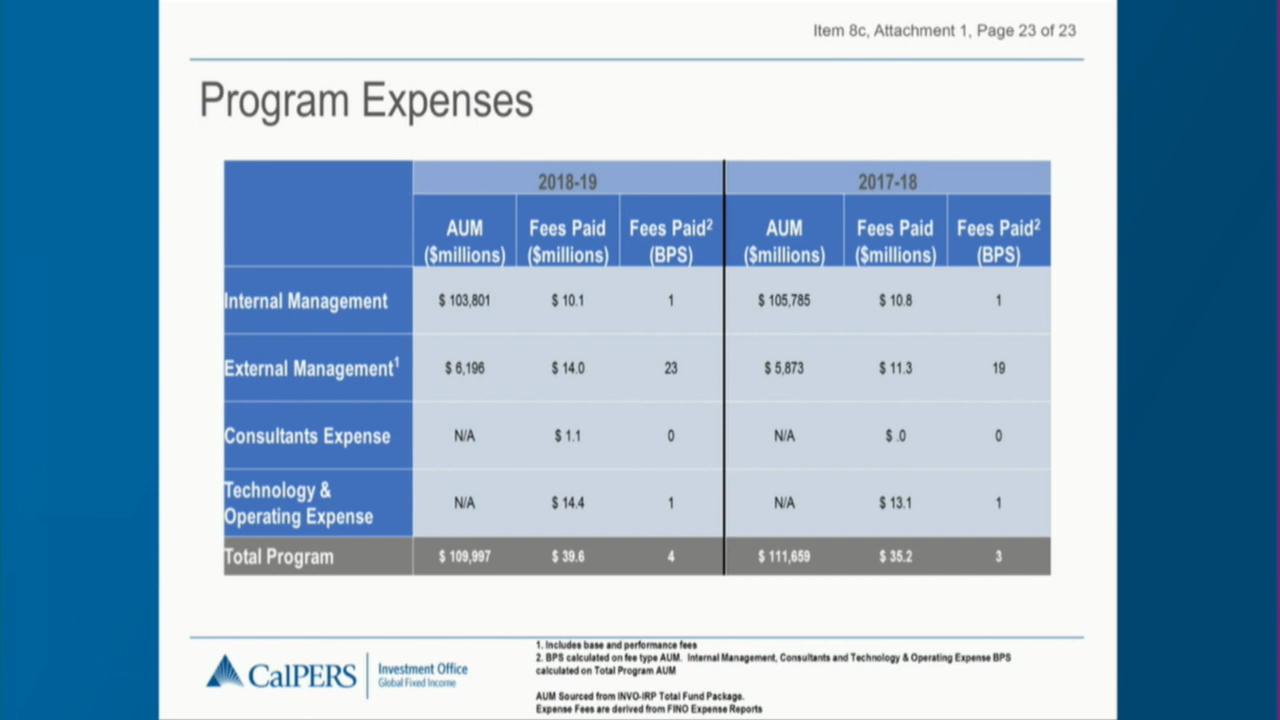 Item 8c, Attachment 1, Page 23 of 23
Program Expenses
2018-19 2017-18
AUM Fees Paid Fees Paid² AUM Fees Paid Fees Paid²
($millions) ($millions) (BPS) ($millions) ($millions) (BPS)
Internal Management $ 103,801 $ 10.1 1 $ 105,785 $ 10.8 1
External Management¹ $ 6,196 $ 14.0 23 $ 5,873 $ 11.3 19
Consultants Expense N/A $ 1.1 0 N/A $ .0 0
Technology &
Operating Expense N/A $ 14.4 1 N/A $ 13.1 1
Total Program $ 109,997 $ 39.6 4 $ 111,659 $ 35.2 3
CalPERS
Investment Office
Global Fixed Income
1. Includes base and performance fees
2. BPS calculated on fee type AUM. Internal Management, Consultants and Technology & Operating Expense BPS
calculated on Total Program AUM
AUM Sourced from INVO-IRP Total Fund Package.
Expense Fees are derived from FINO Expense Reports